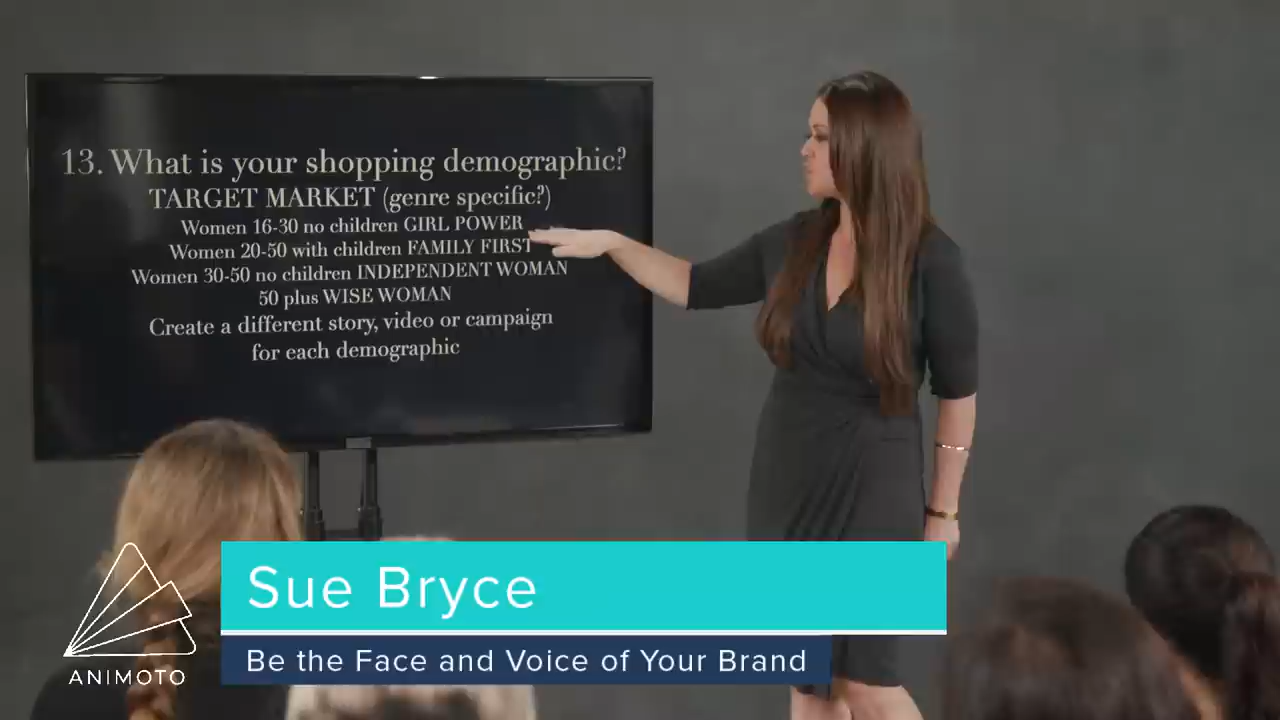 13. What is your shopping demographic?
TARGET MARKET (genre specific?)
Women 16-30 no children GIRL POWER
Women 20-50 with children FAMILY FIRST
Women 30-50 no children INDEPENDENT WOMAN
50 plus WISE WOMAN
Create a different story, video or campaign
for each demographic
Sue Bryce
Be the Face and Voice of Your Brand
ANIMOTO